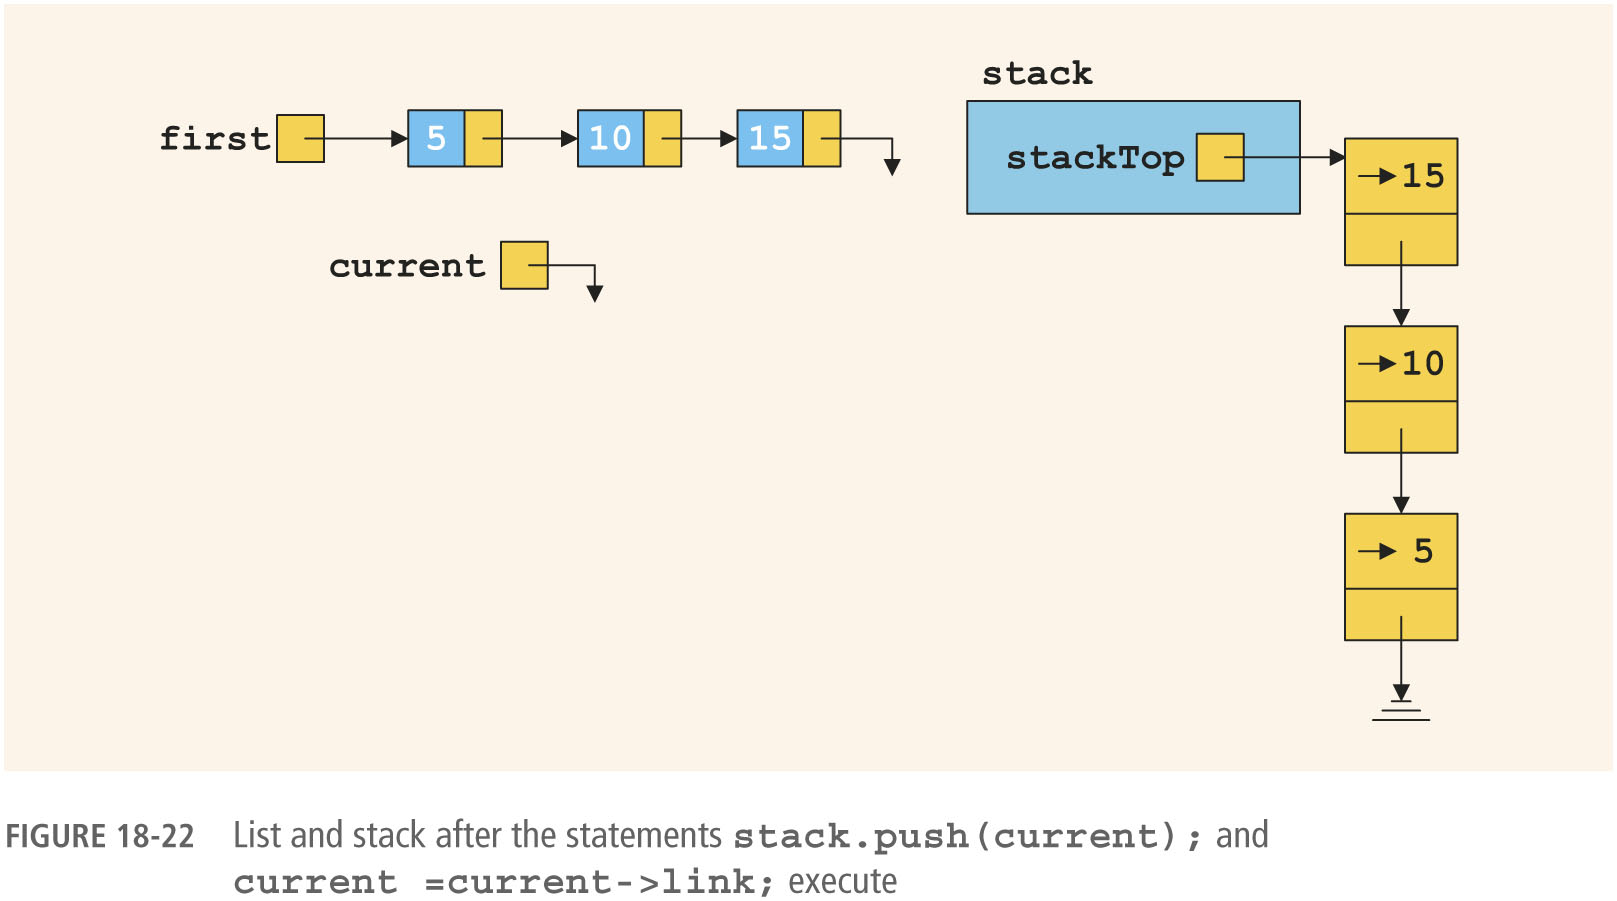 stack
first 5 10 15
stackTop
15
current
10
5
FIGURE 18-22 List and stack after the statements stack.push(current); and
current =current->link; execute